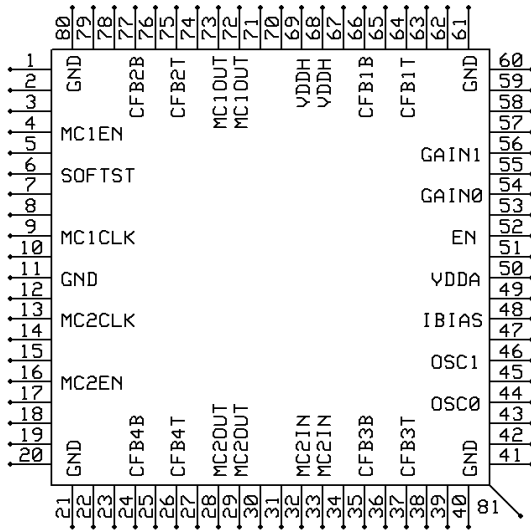 80 79 78 77 76 75 74 73 72 71 70 69 68 67 66 65 64 63 62 61
GND CFB2B CFB2T MC1OUT MC1OUT VDDH VDDH CFB1B CFB1T GND
1 60
2 59
3 58
4 MC1EN 57
5 GAIN1 56
6 SOFTST 55
7 GAIN0 54
8 53
9 MC1CLK EN 52
10 51
11 GND VDDA 50
12 49
13 MC2CLK IBIAS 48
14 47
15 OSC1 46
16 MC2EN 45
17 OSC0 44
18 43
19 42
20 41
GND CFB4B CFB4T MC2OUT MC2OUT MC2IN MC2IN CFB3B CFB3T GND
21 22 23 24 25 26 27 28 29 30 31 32 33 34 35 36 37 38 39 40 81